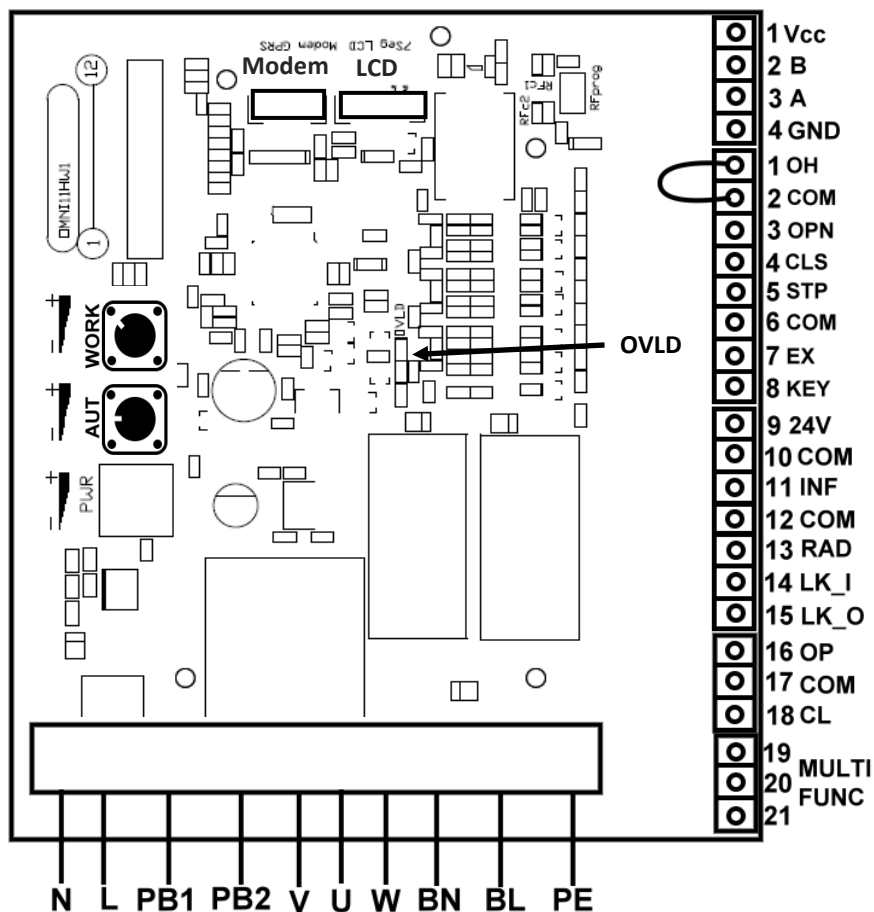 7Seg LCD Modem GPRS
Modem LCD
RFc1
RFprog
RFc2
12
OMNI11HW1
1
+
-
WORK
+
-
AUT
+
-
PWR
OVLD
OVLD
1 Vcc
2 B
3 A
4 GND
1 OH
2 COM
3 OPN
4 CLS
5 STP
6 COM
7 EX
8 KEY
9 24V
10 COM
11 INF
12 COM
13 RAD
14 LK_I
15 LK_O
16 OP
17 COM
18 CL
19
20
21
MULTI
FUNC
N L PB1 PB2 V U W BN BL PE